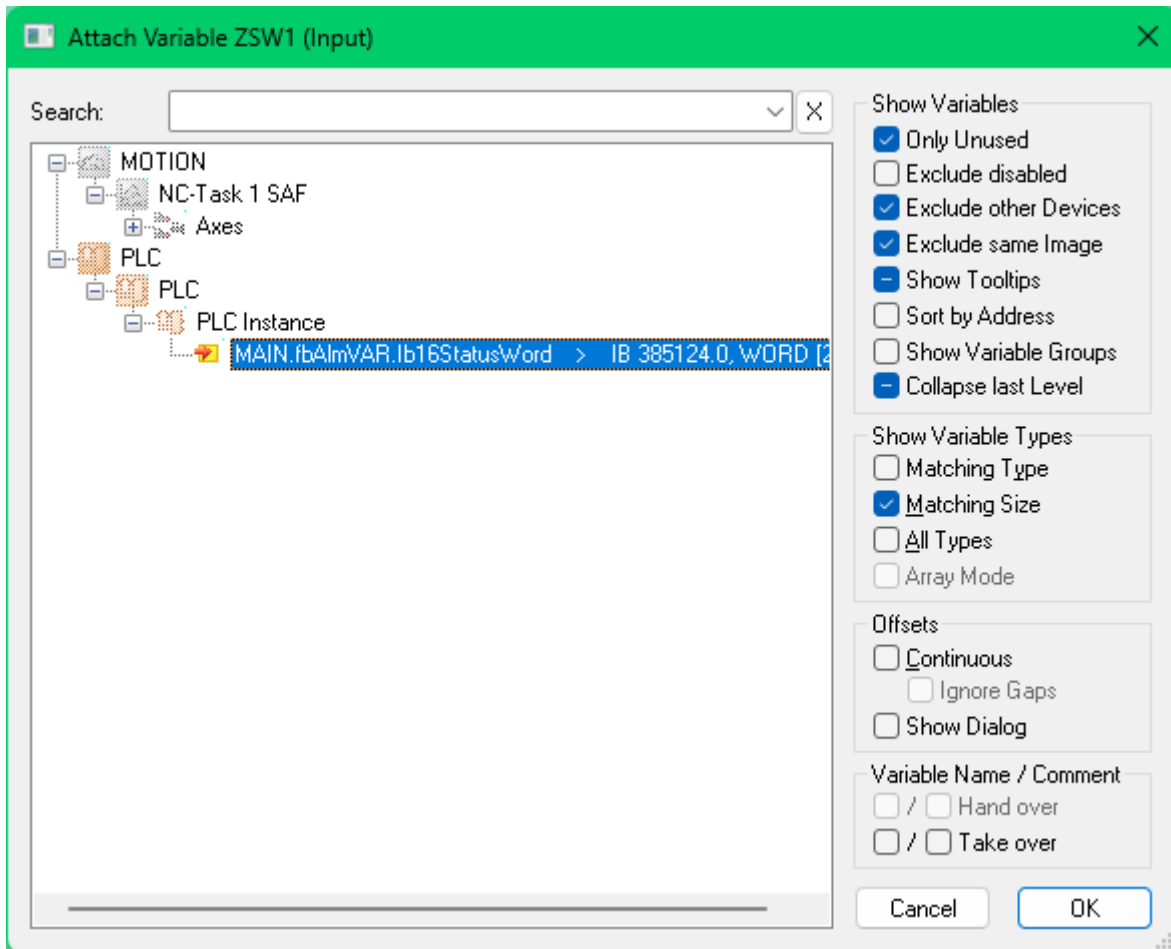 Attach Variable ZSW1 (Input)
Search:
MOTION
NC-Task 1 SAF
Axes
PLC
PLC
PLC Instance
MAIN.fbAlmVAR.Ib16StatusWord > IB 385124.0, WORD [2
Show Variables
Only Unused
Exclude disabled
Exclude other Devices
Exclude same Image
Show Tooltips
Sort by Address
Show Variable Groups
Collapse last Level
Show Variable Types
Matching Type
Matching Size
All Types
Array Mode
Offsets
Continuous
Ignore Gaps
Show Dialog
Variable Name / Comment
/ Hand over
/ Take over
Cancel OK